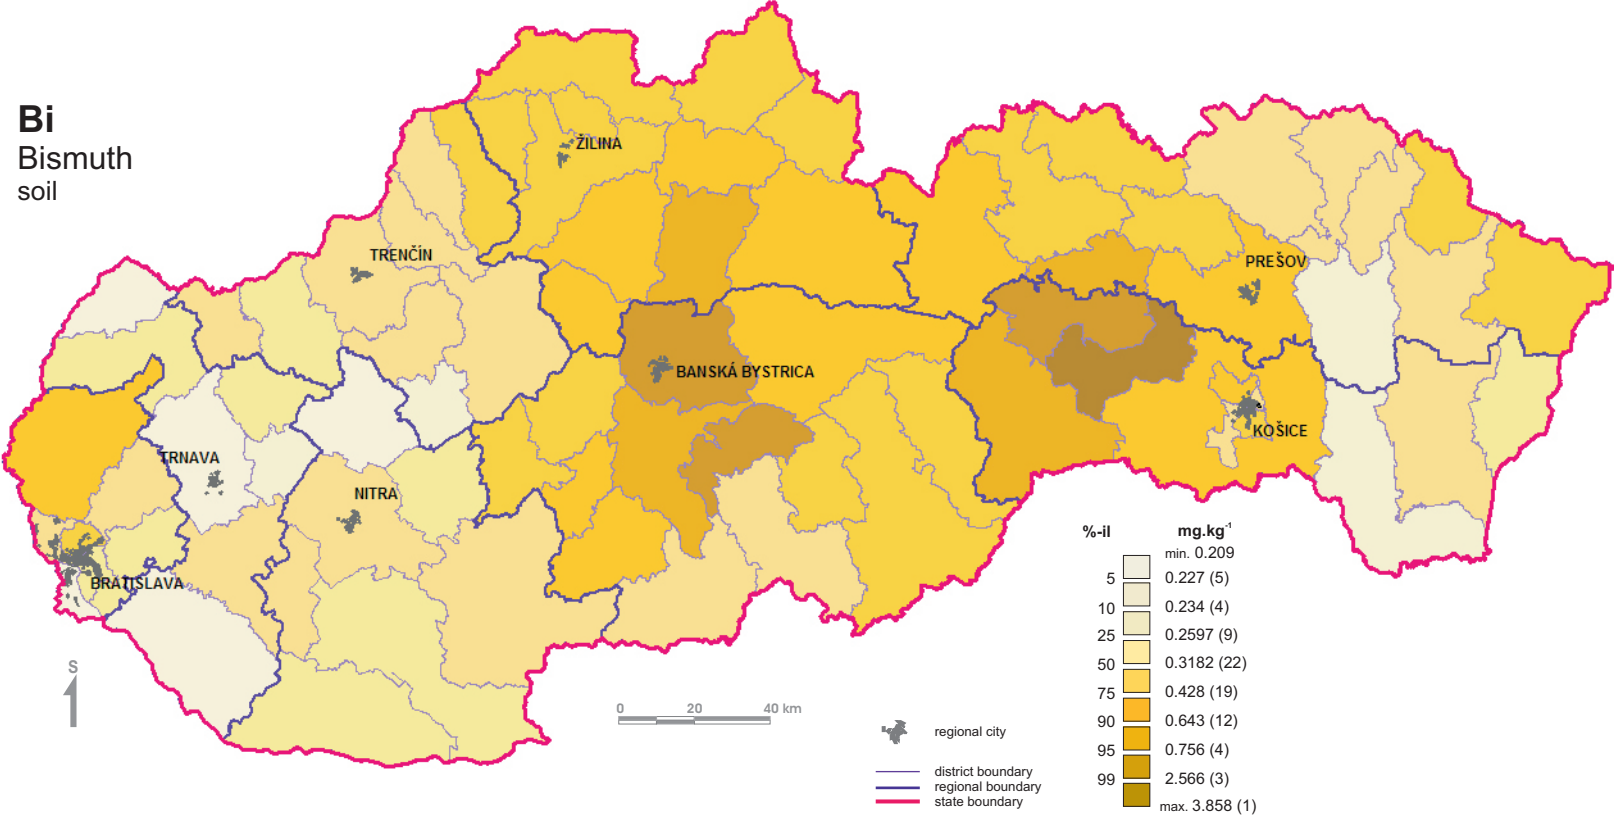 Bi
Bismuth
soil
ŽILINA
TRENČÍN
PREŠOV
BANSKÁ BYSTRICA
KOŠICE
TRNAVA
NITRA
BRATISLAVA
S
0 20 40 km
regional city
district boundary
regional boundary
state boundary
%-il mg.kg⁻¹
min. 0.209
5 0.227 (5)
10 0.234 (4)
25 0.2597 (9)
50 0.3182 (22)
75 0.428 (19)
90 0.643 (12)
95 0.756 (4)
99 2.566 (3)
max. 3.858 (1)